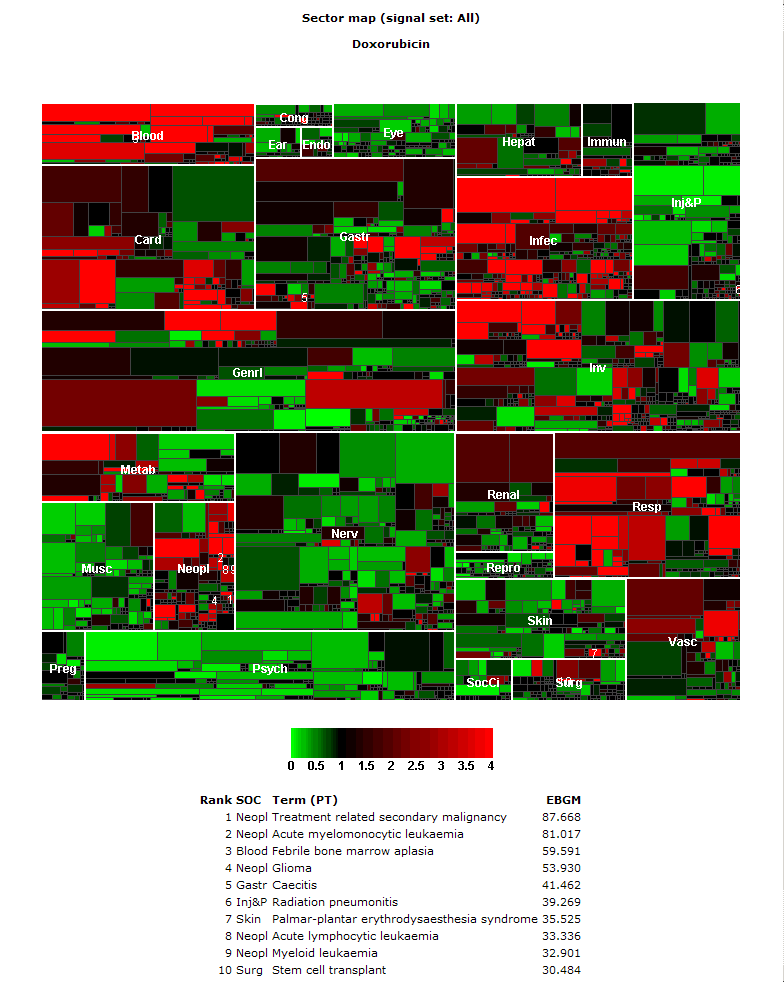 Sector map (signal set: All)
Doxorubicin
Blood
3
Cong
Ear
Endo
Eye
Hepat
Immun
Inj&P
6
Card
Gastr
5
Infec
Genrl
Inv
Metab
Nerv
Renal
Resp
Musc
Neopl
2
8
9
4
1
Repro
Skin
7
Vasc
Preg
Psych
SocCi
Surg
10
0 0.5 1 1.5 2 2.5 3 3.5 4
Rank SOC Term (PT) EBGM
1 Neopl Treatment related secondary malignancy 87.668
2 Neopl Acute myelomonocytic leukaemia 81.017
3 Blood Febrile bone marrow aplasia 59.591
4 Neopl Glioma 53.930
5 Gastr Caecitis 41.462
6 Inj&P Radiation pneumonitis 39.269
7 Skin Palmar-plantar erythrodysaesthesia syndrome 35.525
8 Neopl Acute lymphocytic leukaemia 33.336
9 Neopl Myeloid leukaemia 32.901
10 Surg Stem cell transplant 30.484